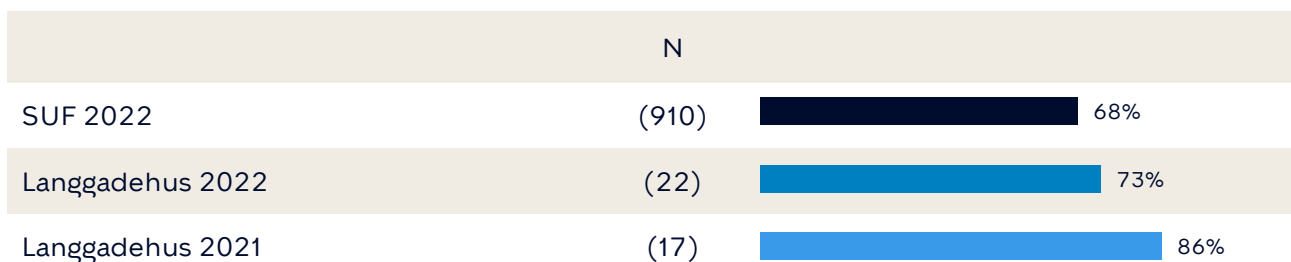 N
SUF 2022 (910) 68%
Langgadehus 2022 (22) 73%
Langgadehus 2021 (17) 86%